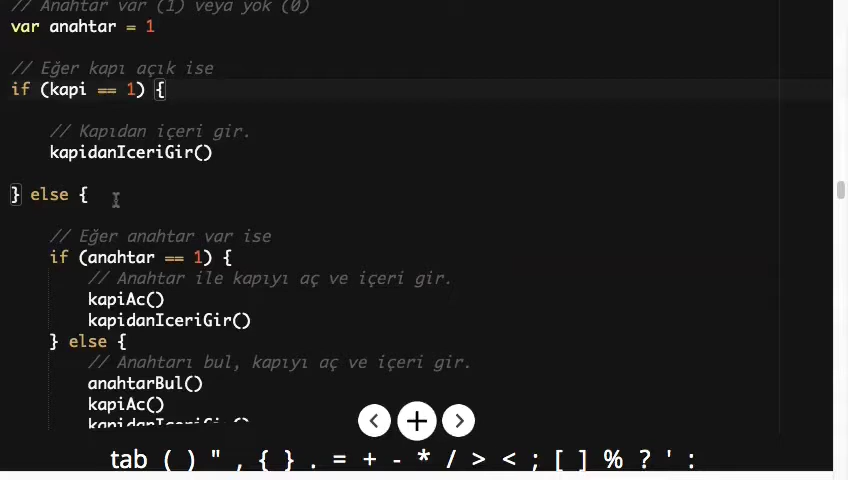 // Anahtar var (1) veya yok (0)
var anahtar = 1
// Eğer kapı açık ise
if (kapi == 1) {
// Kapıdan içeri gir.
kapidanIceriGir()
} else {
// Eğer anahtar var ise
if (anahtar == 1) {
// Anahtar ile kapıyı aç ve içeri gir.
kapiAc()
kapidanIceriGir()
} else {
// Anahtarı bul, kapıyı aç ve içeri gir.
anahtarBul()
kapiAc()
kapidanIceriGir()
tab ( ) " , { } . = + - * / > < ; [ ] % ? ' :